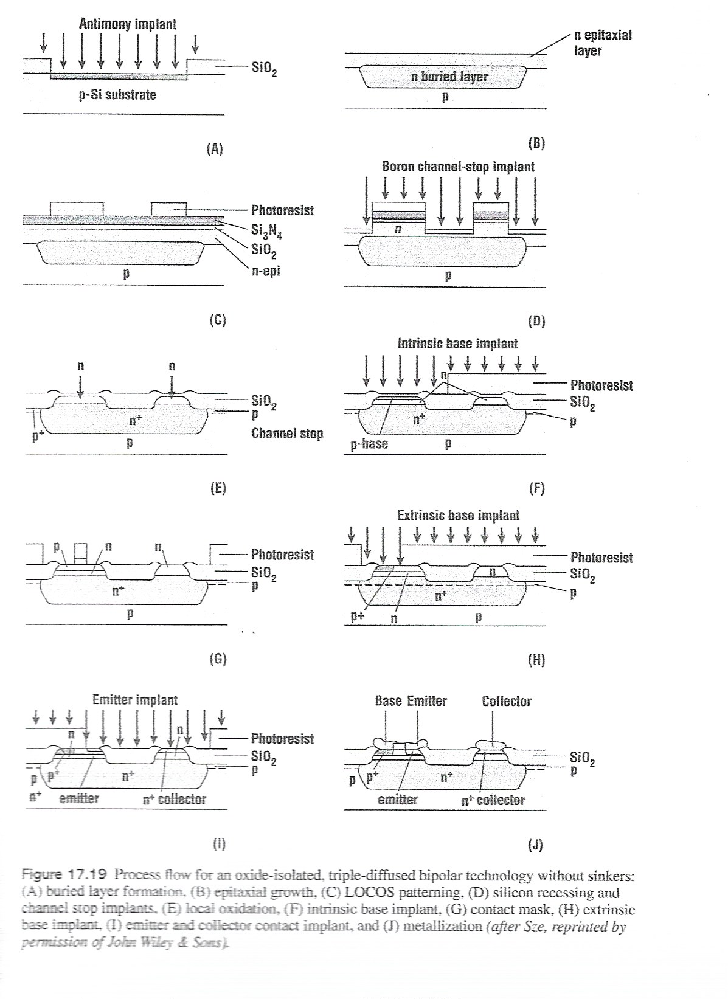 Antimony implant
SiO2
p-Si substrate
(A)
n epitaxial
layer
n buried layer
p
(B)
Photoresist
Si3N4
SiO2
n-epi
p
(C)
Boron channel-stop implant
n
p
(D)
n n
SiO2
p
n+
Channel stop
p+
p
(E)
Intrinsic base implant
n
Photoresist
SiO2
n+
p
p-base
p
(F)
p n n
Photoresist
SiO2
p
n+
p
(G)
Extrinsic base implant
Photoresist
n
SiO2
p
n+
p+ n p
(H)
Emitter implant
n n
Photoresist
SiO2
p
p p+ n+
n+ emitter n+ collector
(I)
Base Emitter Collector
SiO2
p
p p+ n+
emitter n+ collector
(J)
Figure 17.19 Process flow for an oxide-isolated, triple-diffused bipolar technology without sinkers:
(A) buried layer formation, (B) epitaxial growth, (C) LOCOS patterning, (D) silicon recessing and
channel stop implants, (E) local oxidation, (F) intrinsic base implant, (G) contact mask, (H) extrinsic
base implant, (I) emitter and collector contact implant, and (J) metallization (after Sze, reprinted by
permission of John Wiley & Sons).